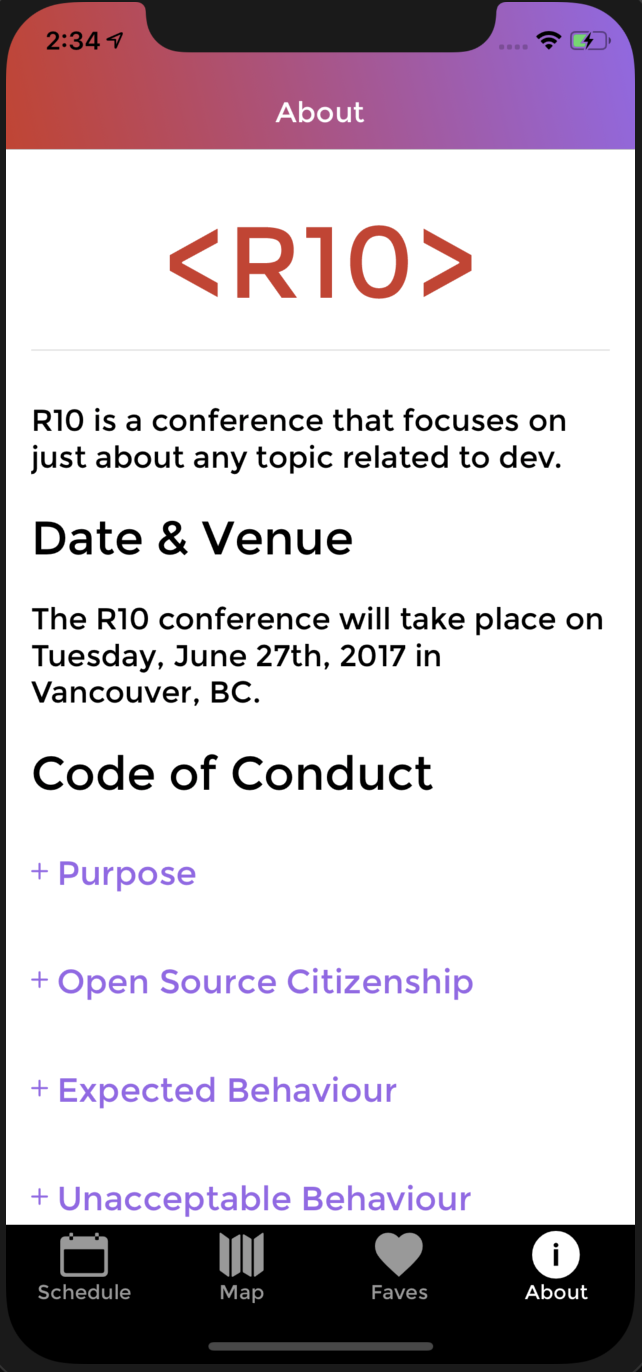 2:34
About
<R10>
R10 is a conference that focuses on
just about any topic related to dev.
Date & Venue
The R10 conference will take place on
Tuesday, June 27th, 2017 in
Vancouver, BC.
Code of Conduct
+ Purpose
+ Open Source Citizenship
+ Expected Behaviour
+ Unacceptable Behaviour
Schedule Map Faves About